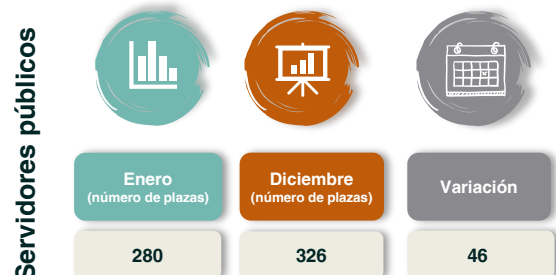 Servidores públicos
Enero
(número de plazas)
Diciembre
(número de plazas)
Variación
280
326
46